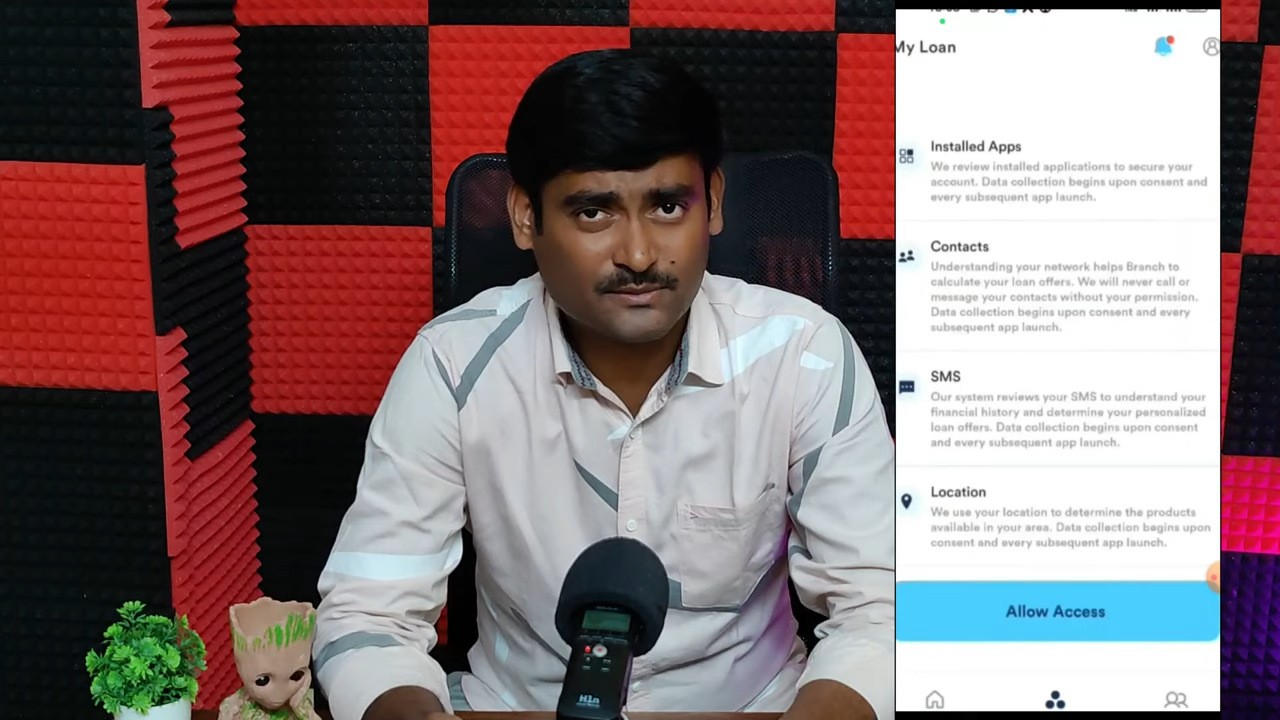 My Loan
Installed Apps
We review installed applications to secure your
account. Data collection begins upon consent and
every subsequent app launch.
Contacts
Understanding your network helps Branch to
calculate your loan offers. We will never call or
message your contacts without your permission.
Data collection begins upon consent and every
subsequent app launch.
SMS
Our system reviews your SMS to understand your
financial history and determine your personalized
loan offers. Data collection begins upon consent
and every subsequent app launch.
Location
We use your location to determine the products
available in your area. Data collection begins upon
consent and every subsequent app launch.
Allow Access
H1n